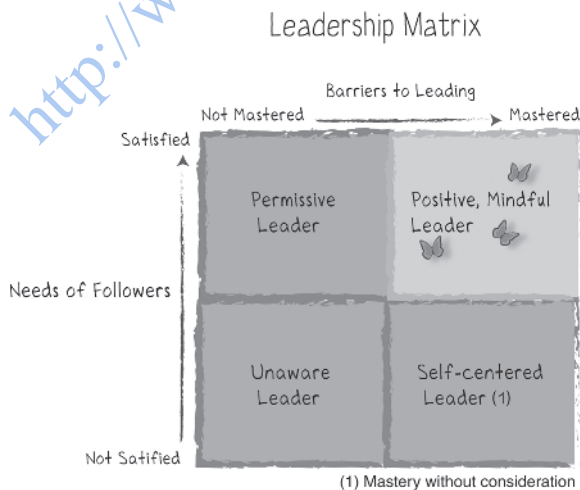 http://w
Leadership Matrix
Barriers to Leading
Not Mastered
Mastered
Satisfied
Permissive
Leader
Positive, Mindful
Leader
Needs of Followers
Unaware
Leader
Self-centered
Leader (1)
Not Satified
(1) Mastery without consideration